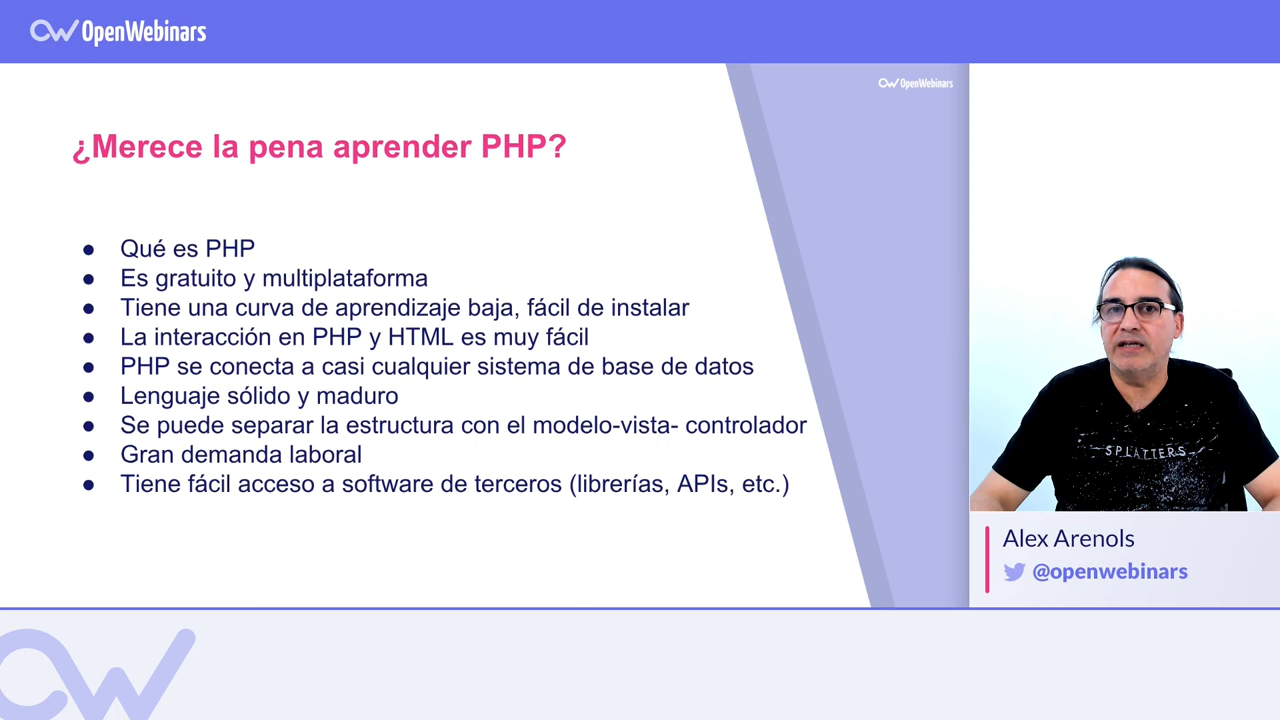 OpenWebinars
OpenWebinars
¿Merece la pena aprender PHP?
● Qué es PHP
● Es gratuito y multiplataforma
● Tiene una curva de aprendizaje baja, fácil de instalar
● La interacción en PHP y HTML es muy fácil
● PHP se conecta a casi cualquier sistema de base de datos
● Lenguaje sólido y maduro
● Se puede separar la estructura con el modelo-vista- controlador
● Gran demanda laboral
● Tiene fácil acceso a software de terceros (librerías, APIs, etc.)
SPLATTERS
Alex Arenols
@openwebinars